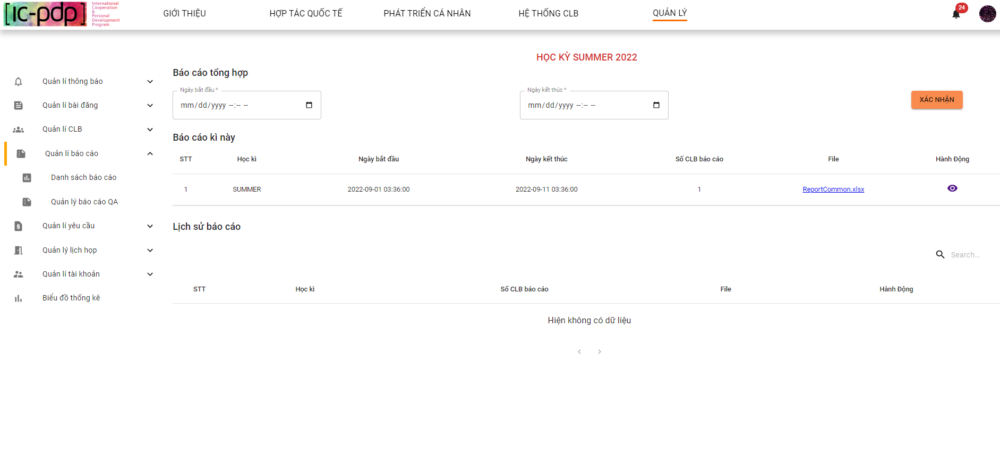 [ic-pdp]
International
Cooperation
&
Personal
Development
Program
GIỚI THIỆU
HỢP TÁC QUỐC TẾ
PHÁT TRIỂN CÁ NHÂN
HỆ THỐNG CLB
QUẢN LÝ
24
Quản lí thông báo
Quản lí bài đăng
Quản lí CLB
Quản lí báo cáo
Danh sách báo cáo
Quản lý báo cáo QA
Quản lí yêu cầu
Quản lý lịch họp
Quản lí tài khoản
Biểu đồ thống kê
HỌC KỲ SUMMER 2022
Báo cáo tổng hợp
Ngày bắt đầu *
mm/dd/yyyy --:-- --
Ngày kết thúc *
mm/dd/yyyy --:-- --
XÁC NHẬN
Báo cáo kì này
STT Học kì Ngày bắt đầu Ngày kết thúc Số CLB báo cáo File Hành Động
1 SUMMER 2022-09-01 03:36:00 2022-09-11 03:36:00 1 ReportCommon.xlsx
Lịch sử báo cáo
Search...
STT Học kì Số CLB báo cáo File Hành Động
Hiện không có dữ liệu